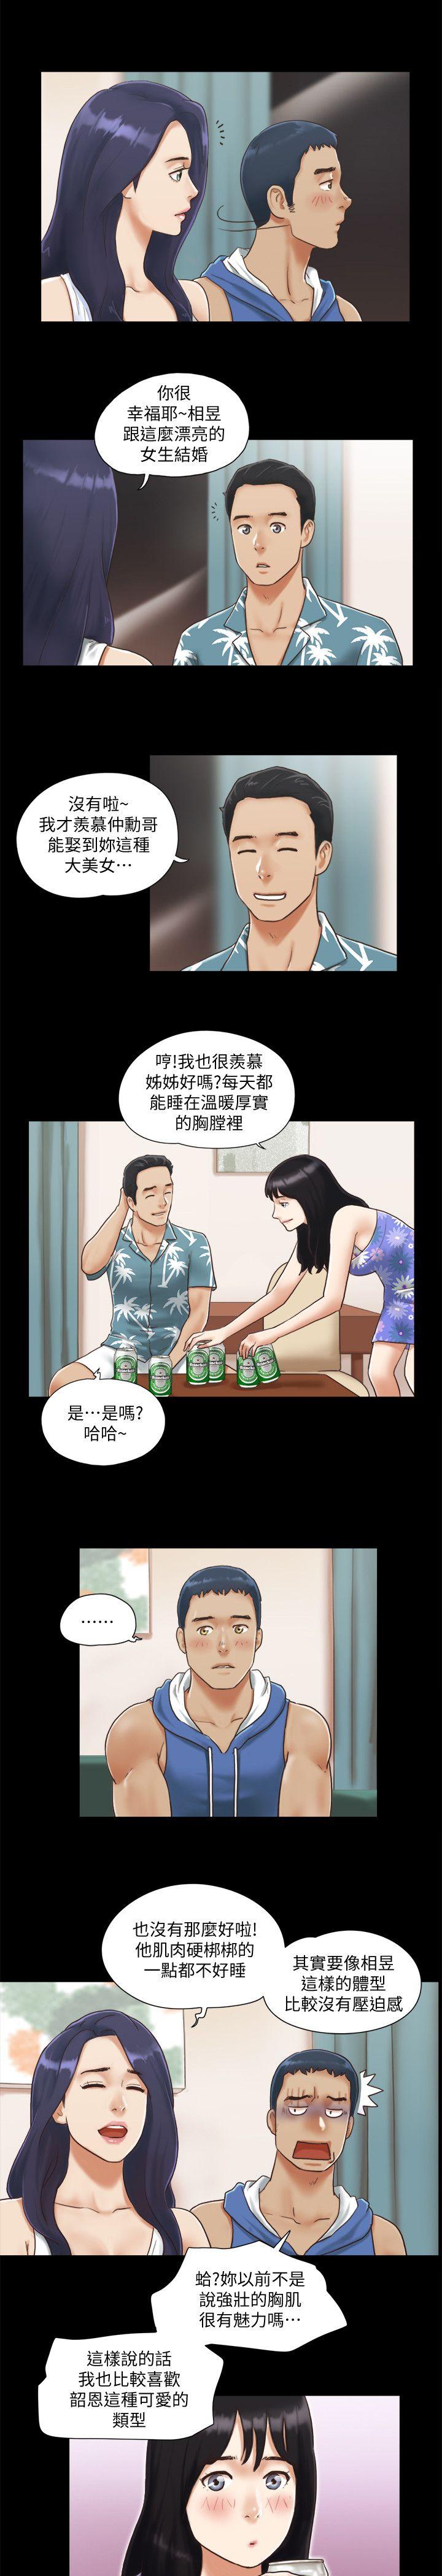 你很
幸福耶~相昱
跟這麼漂亮的
女生結婚
沒有啦~
我才羨慕仲勳哥
能娶到妳這種
大美女⋯
哼!我也很羨慕
姊姊好嗎?每天都
能睡在溫暖厚實
的胸膛裡
是⋯是嗎?
哈哈~
⋯⋯
也沒有那麼好啦!
他肌肉硬梆梆的
一點都不好睡
其實要像相昱
這樣的體型
比較沒有壓迫感
蛤?妳以前不是
說強壯的胸肌
很有魅力嗎⋯
這樣說的話
我也比較喜歡
韶恩這種可愛的
類型